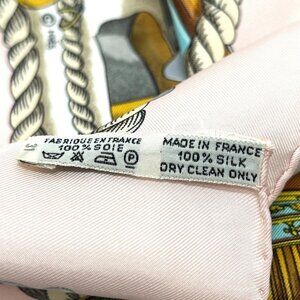 FABRIQUE EN FRANCE
100% SOIE
MADE IN FRANCE
100% SILK
DRY CLEAN ONLY